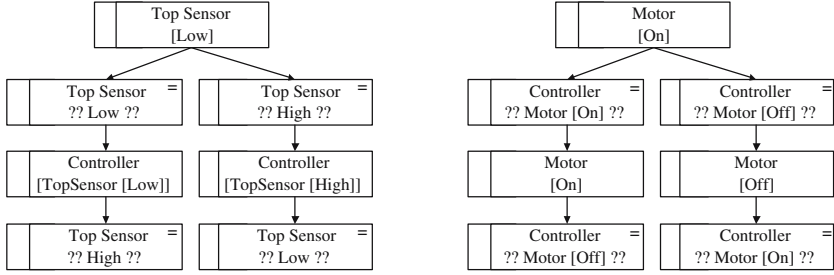 Top Sensor
[Low]
Top Sensor =
?? Low ??
Top Sensor =
?? High ??
Controller
[TopSensor [Low]]
Controller
[TopSensor [High]]
Top Sensor =
?? High ??
Top Sensor =
?? Low ??
Motor
[On]
Controller =
?? Motor [On] ??
Controller =
?? Motor [Off] ??
Motor
[On]
Motor
[Off]
Controller =
?? Motor [Off] ??
Controller =
?? Motor [On] ??